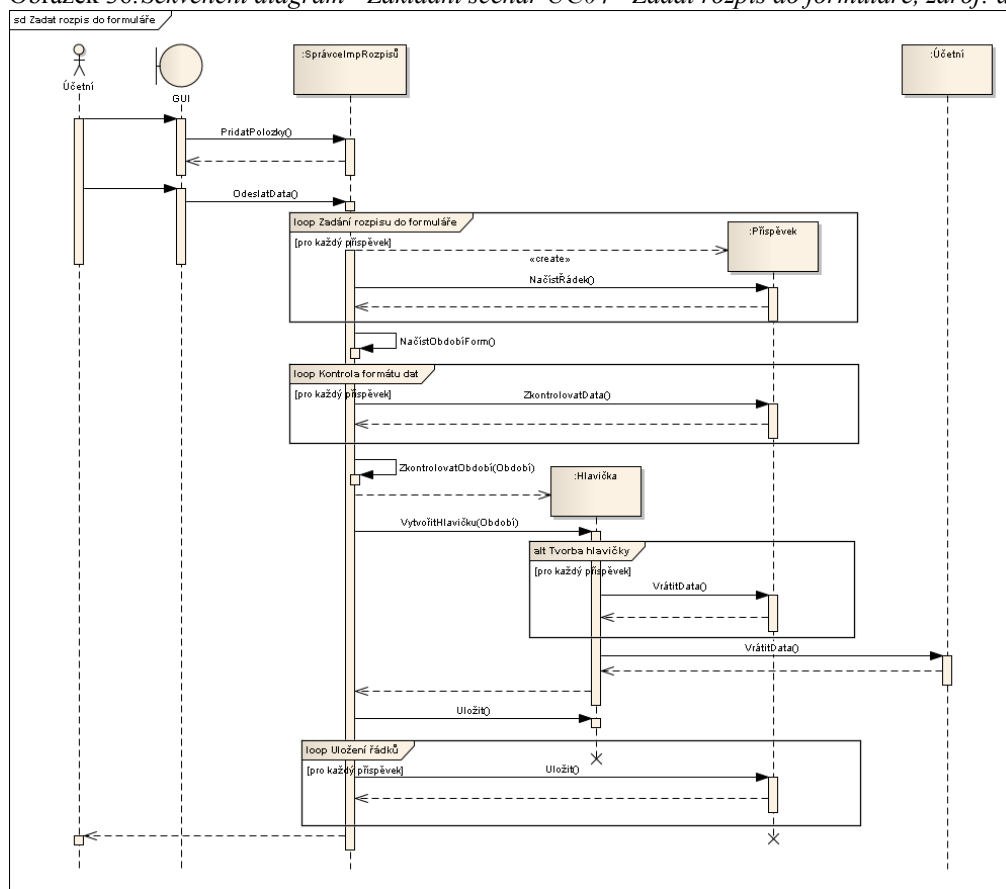 sd Zadat rozpis do formuláře
Účetní
GUI
:SprávceImpRozpisů
:Účetní
PridatPolozky()
OdeslatData()
loop Zadání rozpisu do formuláře
[pro každý příspěvek]
:Příspěvek
«create»
NačístŘádek()
NačístObdobíForm()
loop Kontrola formátu dat
[pro každý příspěvek]
ZkontrolovatData()
ZkontrolovatObdobí(Období)
:Hlavička
VytvořitHlavičku(Období)
alt Tvorba hlavičky
[pro každý příspěvek]
VrátitData()
VrátitData()
Uložit()
loop Uložení řádků
[pro každý příspěvek]
Uložit()